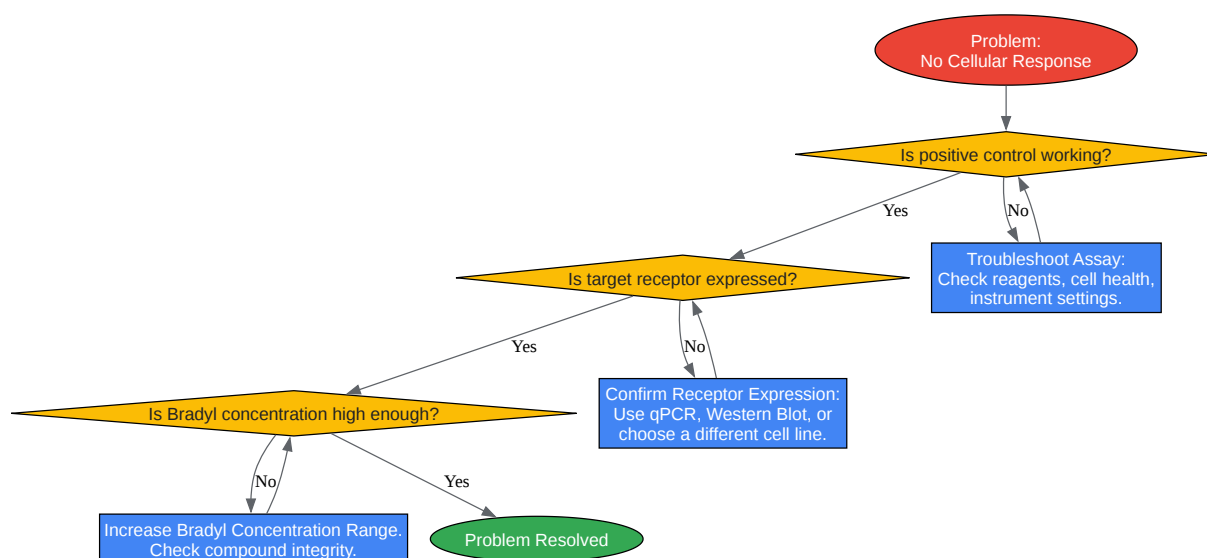 Problem:
No Cellular Response
Is positive control working?
Yes
No
Troubleshoot Assay:
Check reagents, cell health,
instrument settings.
Is target receptor expressed?
Yes
No
Confirm Receptor Expression:
Use qPCR, Western Blot, or
choose a different cell line.
Is Bradyl concentration high enough?
No
Yes
Increase Bradyl Concentration Range.
Check compound integrity.
Problem Resolved